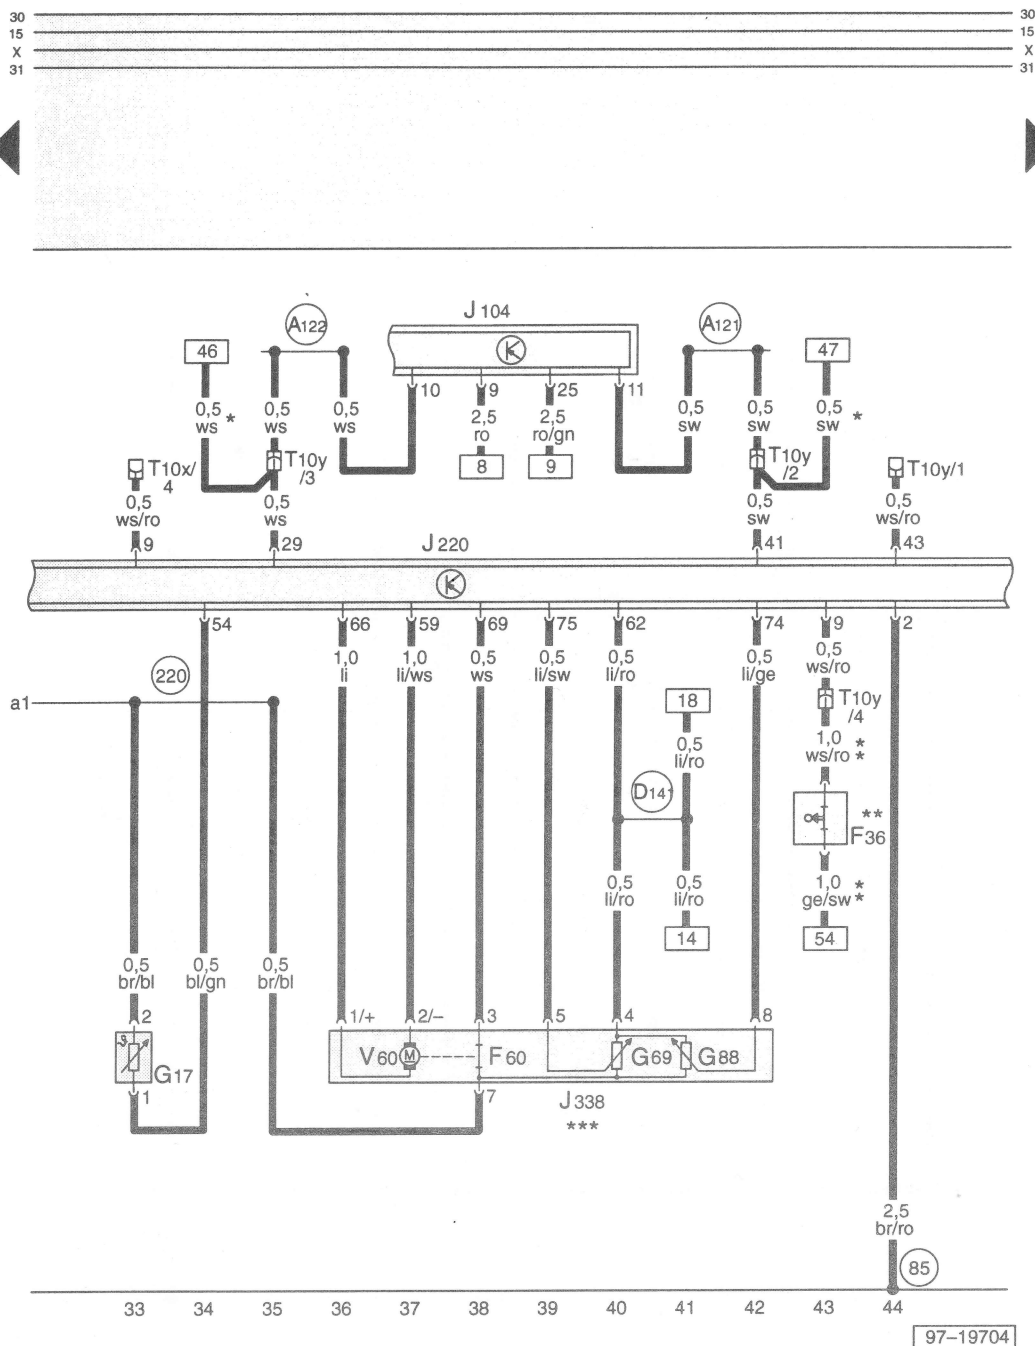 30 30
15 15
X X
31 31
J 104
A122
A121
46
47
10 9 25 11
0,5 ws *
0,5 ws
0,5 ws
2,5 ro
2,5 ro/gn
0,5 sw
0,5 sw
0,5 sw *
8
9
T10x/4
T10y/3
T10y/2
T10y/1
0,5 ws/ro
0,5 ws
0,5 sw
0,5 ws/ro
9 29 J 220 41 43
54 66 59 69 75 62 74 9 2
1,0 li
1,0 li/ws
0,5 ws
0,5 li/sw
0,5 li/ro
0,5 li/ge
0,5 ws/ro
220
a1
18
T10y/4
0,5 li/ro
1,0 ws/ro **
D141
**
F36
0,5 li/ro
0,5 li/ro
1,0 ge/sw **
14
54
0,5 br/bl
0,5 bl/gn
0,5 br/bl
2 1/+ 2/– 3 5 4 8
V60 M F60 G69 G88
G17
1 7
J338
***
2,5 br/ro
85
33 34 35 36 37 38 39 40 41 42 43 44
97–19704